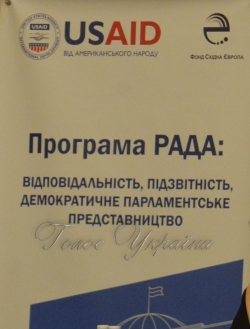 USAID
ВІД АМЕРИКАНСЬКОГО НАРОДУ
Фонд Східна Європа
Програма РАДА:
ВІДПОВІДАЛЬНІСТЬ, ПІДЗВІТНІСТЬ,
ДЕМОКРАТИЧНЕ ПАРЛАМЕНТСЬКЕ
ПРЕДСТАВНИЦТВО
Голос України